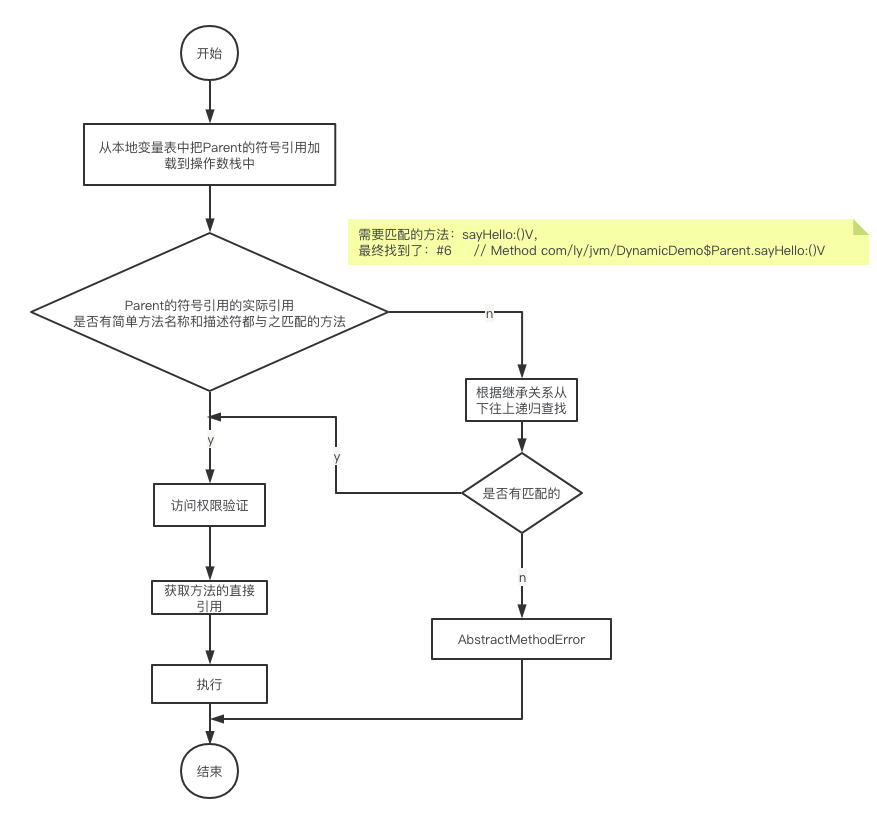 开始
从本地变量表中把Parent的符号引用加
载到操作数栈中
需要匹配的方法：sayHello:()V,
最终找到了：#6 // Method com/ly/jvm/DynamicDemo$Parent.sayHello:()V
Parent的符号引用的实际引用
是否有简单方法名称和描述符都与之匹配的方法
n
根据继承关系从
下往上递归查找
y
y
是否有匹配的
访问权限验证
n
获取方法的直接
引用
AbstractMethodError
执行
结束